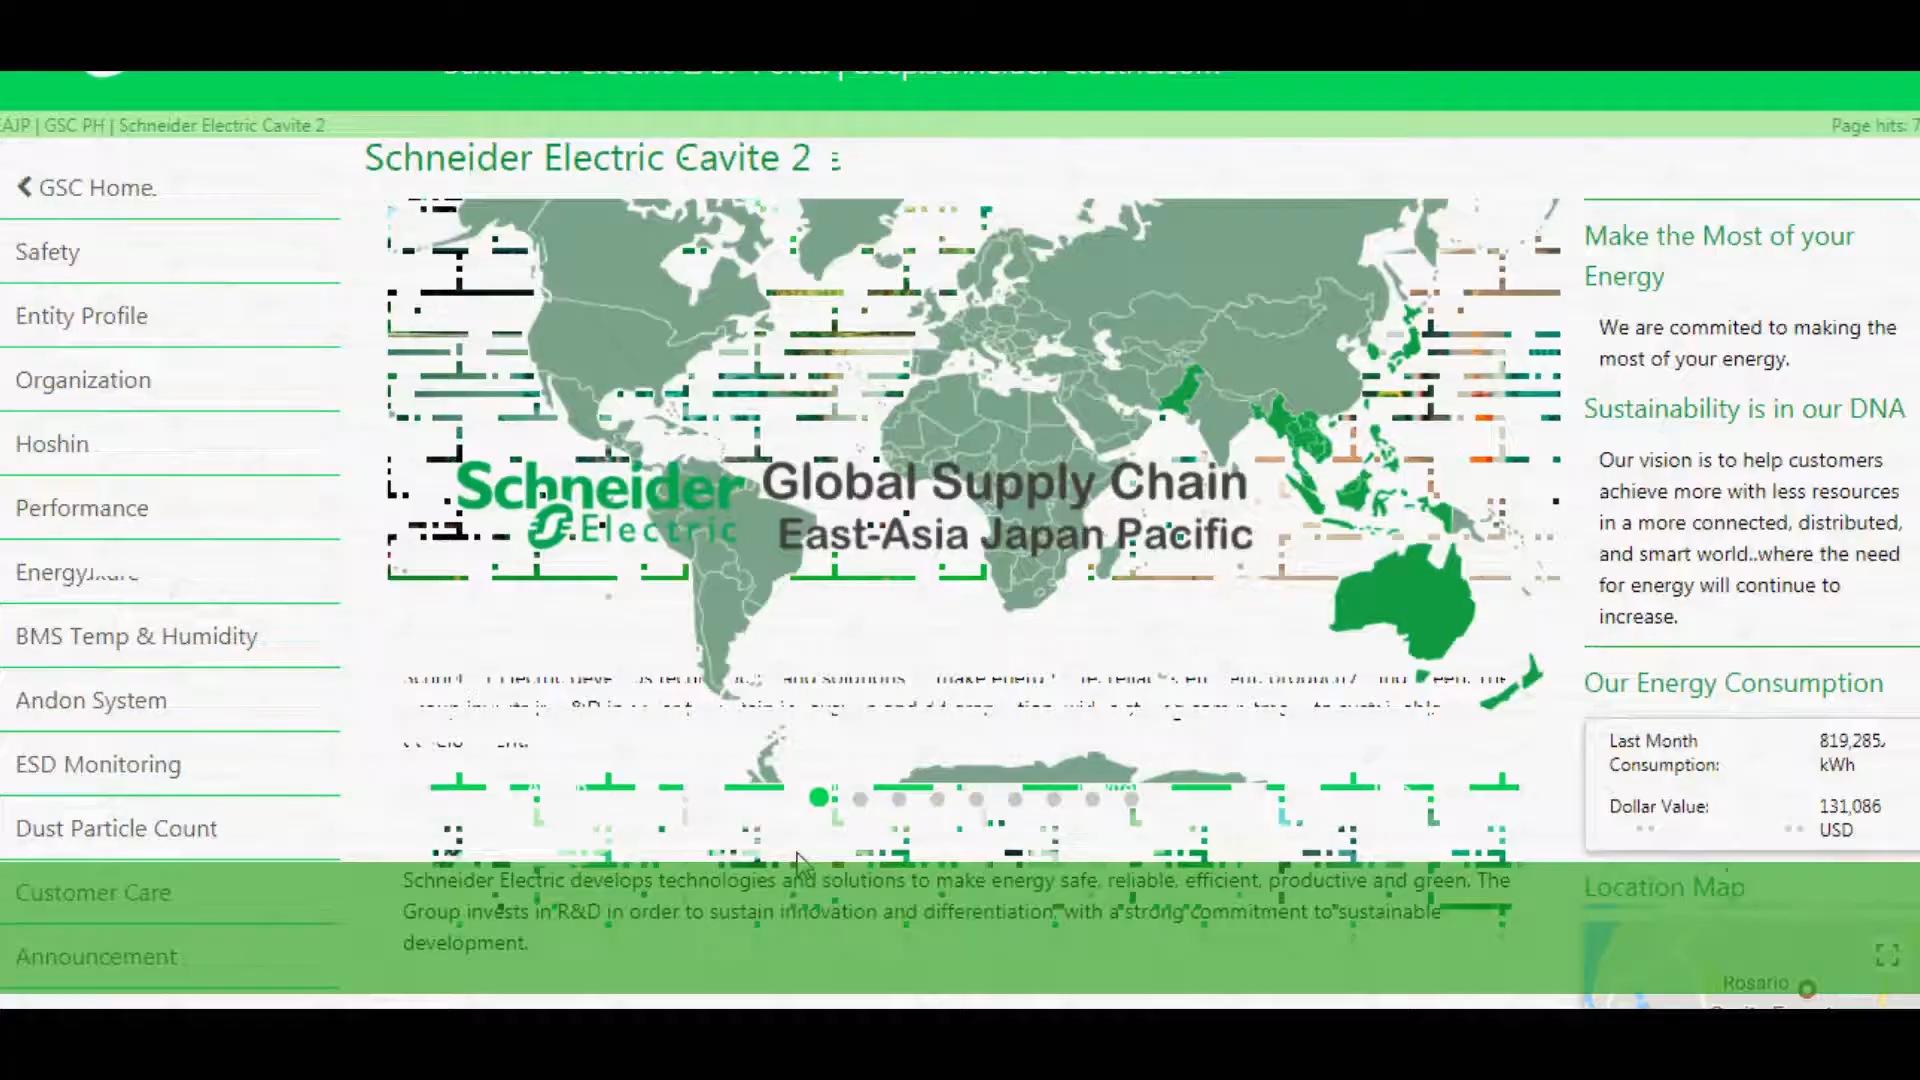 EAJP | GSC PH | Schneider Electric Cavite 2
Page hits: 7
Schneider Electric Cavite 2
GSC Home
Safety
Entity Profile
Organization
Hoshin
Performance
Energy
BMS Temp & Humidity
Andon System
ESD Monitoring
Dust Particle Count
Customer Care
Announcement
Schneider
Electric
Global Supply Chain
East-Asia Japan Pacific
Schneider Electric develops technologies and solutions to make energy safe, reliable, efficient, productive and green. The
Group invests in R&D in order to sustain innovation and differentiation, with a strong commitment to sustainable
development.
Make the Most of your
Energy
We are commited to making the
most of your energy.
Sustainability is in our DNA
Our vision is to help customers
achieve more with less resources
in a more connected, distributed,
and smart world..where the need
for energy will continue to
increase.
Our Energy Consumption
Last Month
Consumption:
819,285
kWh
Dollar Value:
131,086
USD
Location Map
Rosario